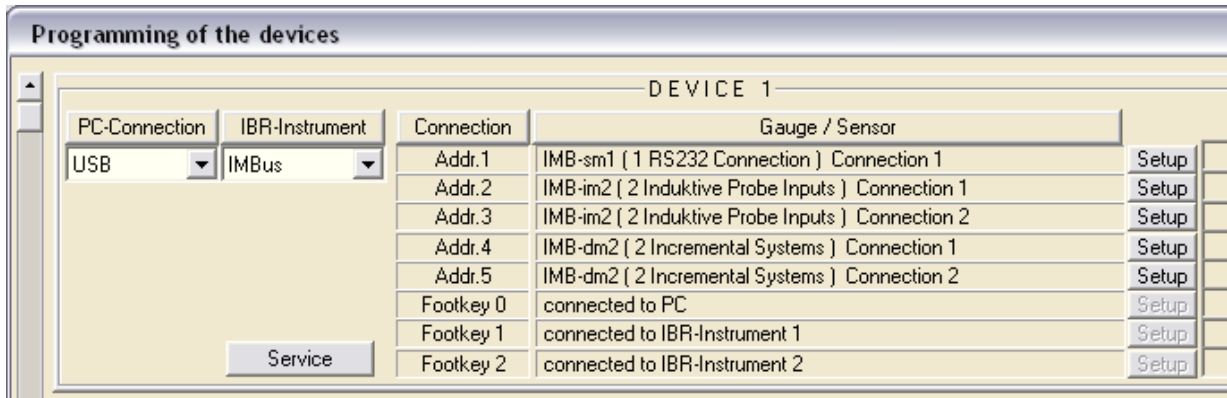 Programming of the devices
DEVICE 1
PC-Connection IBR-Instrument Connection Gauge / Sensor
USB IMBus Addr.1 IMB-sm1 ( 1 RS232 Connection ) Connection 1 Setup
Addr.2 IMB-im2 ( 2 Induktive Probe Inputs ) Connection 1 Setup
Addr.3 IMB-im2 ( 2 Induktive Probe Inputs ) Connection 2 Setup
Addr.4 IMB-dm2 ( 2 Incremental Systems ) Connection 1 Setup
Addr.5 IMB-dm2 ( 2 Incremental Systems ) Connection 2 Setup
Footkey 0 connected to PC Setup
Footkey 1 connected to IBR-Instrument 1 Setup
Service Footkey 2 connected to IBR-Instrument 2 Setup